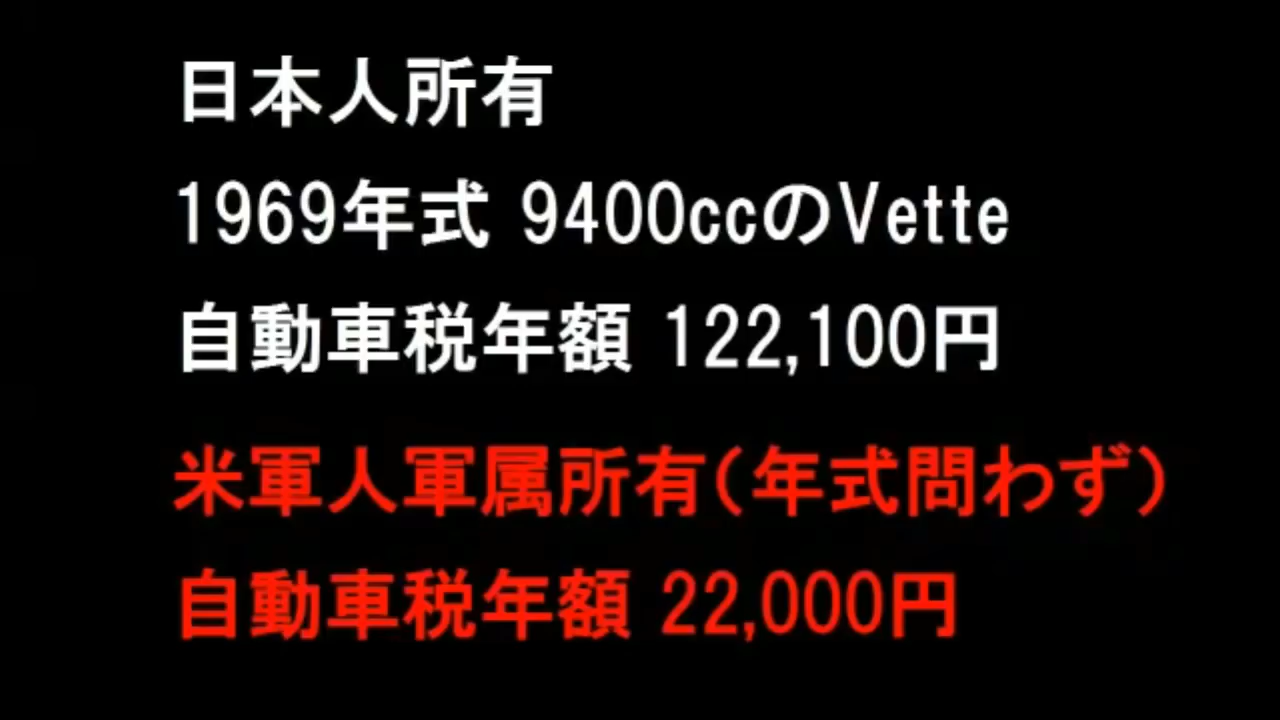 日本人所有
1969年式 9400ccのVette
自動車税年額 122,100円
米軍人軍属所有(年式問わず)
自動車税年額 22,000円